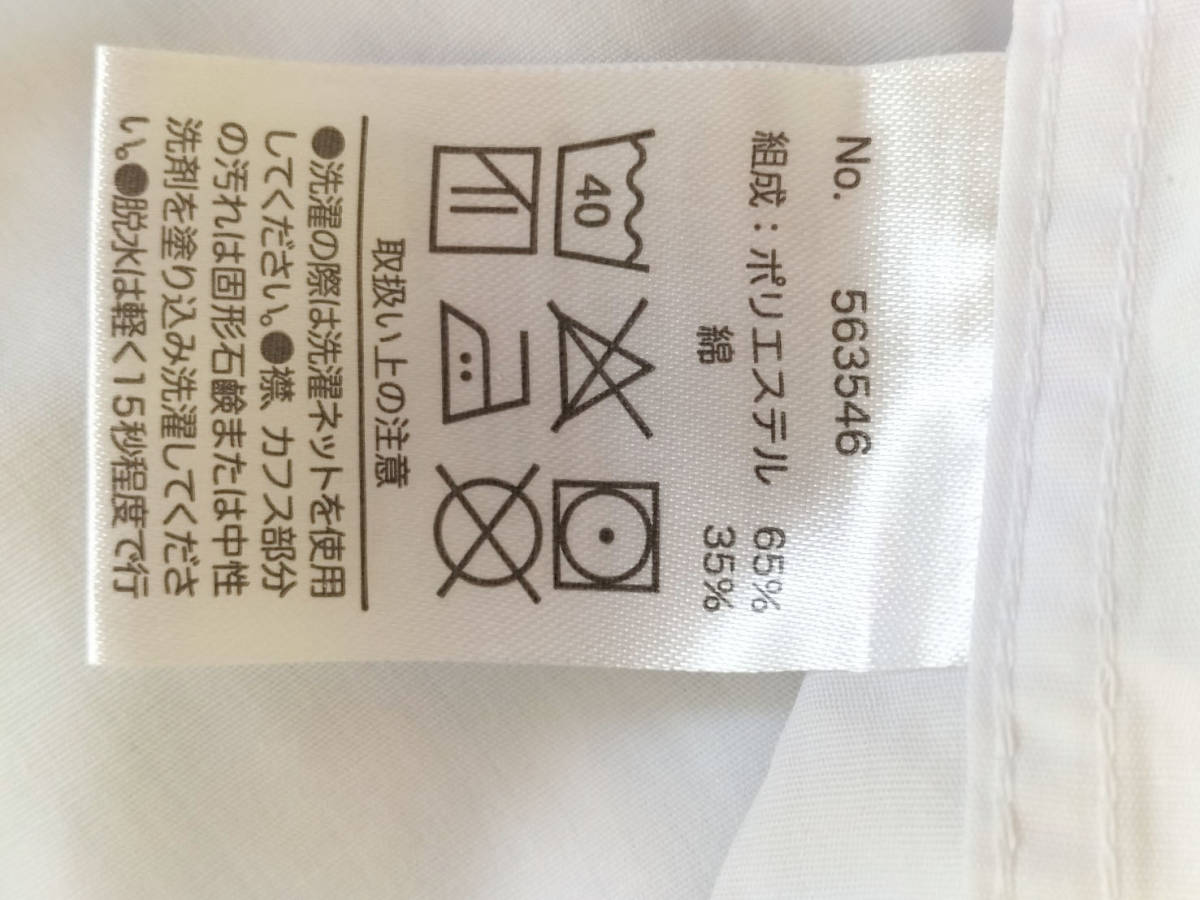 No. 563546
組成：ポリエステル 65%
綿 35%
40
取扱い上の注意
●洗濯の際は洗濯ネットを使用
してください。●襟、カフス部分
の汚れは固形石鹸または中性
洗剤を塗り込み洗濯してくださ
い。●脱水は軽く15秒程度で行